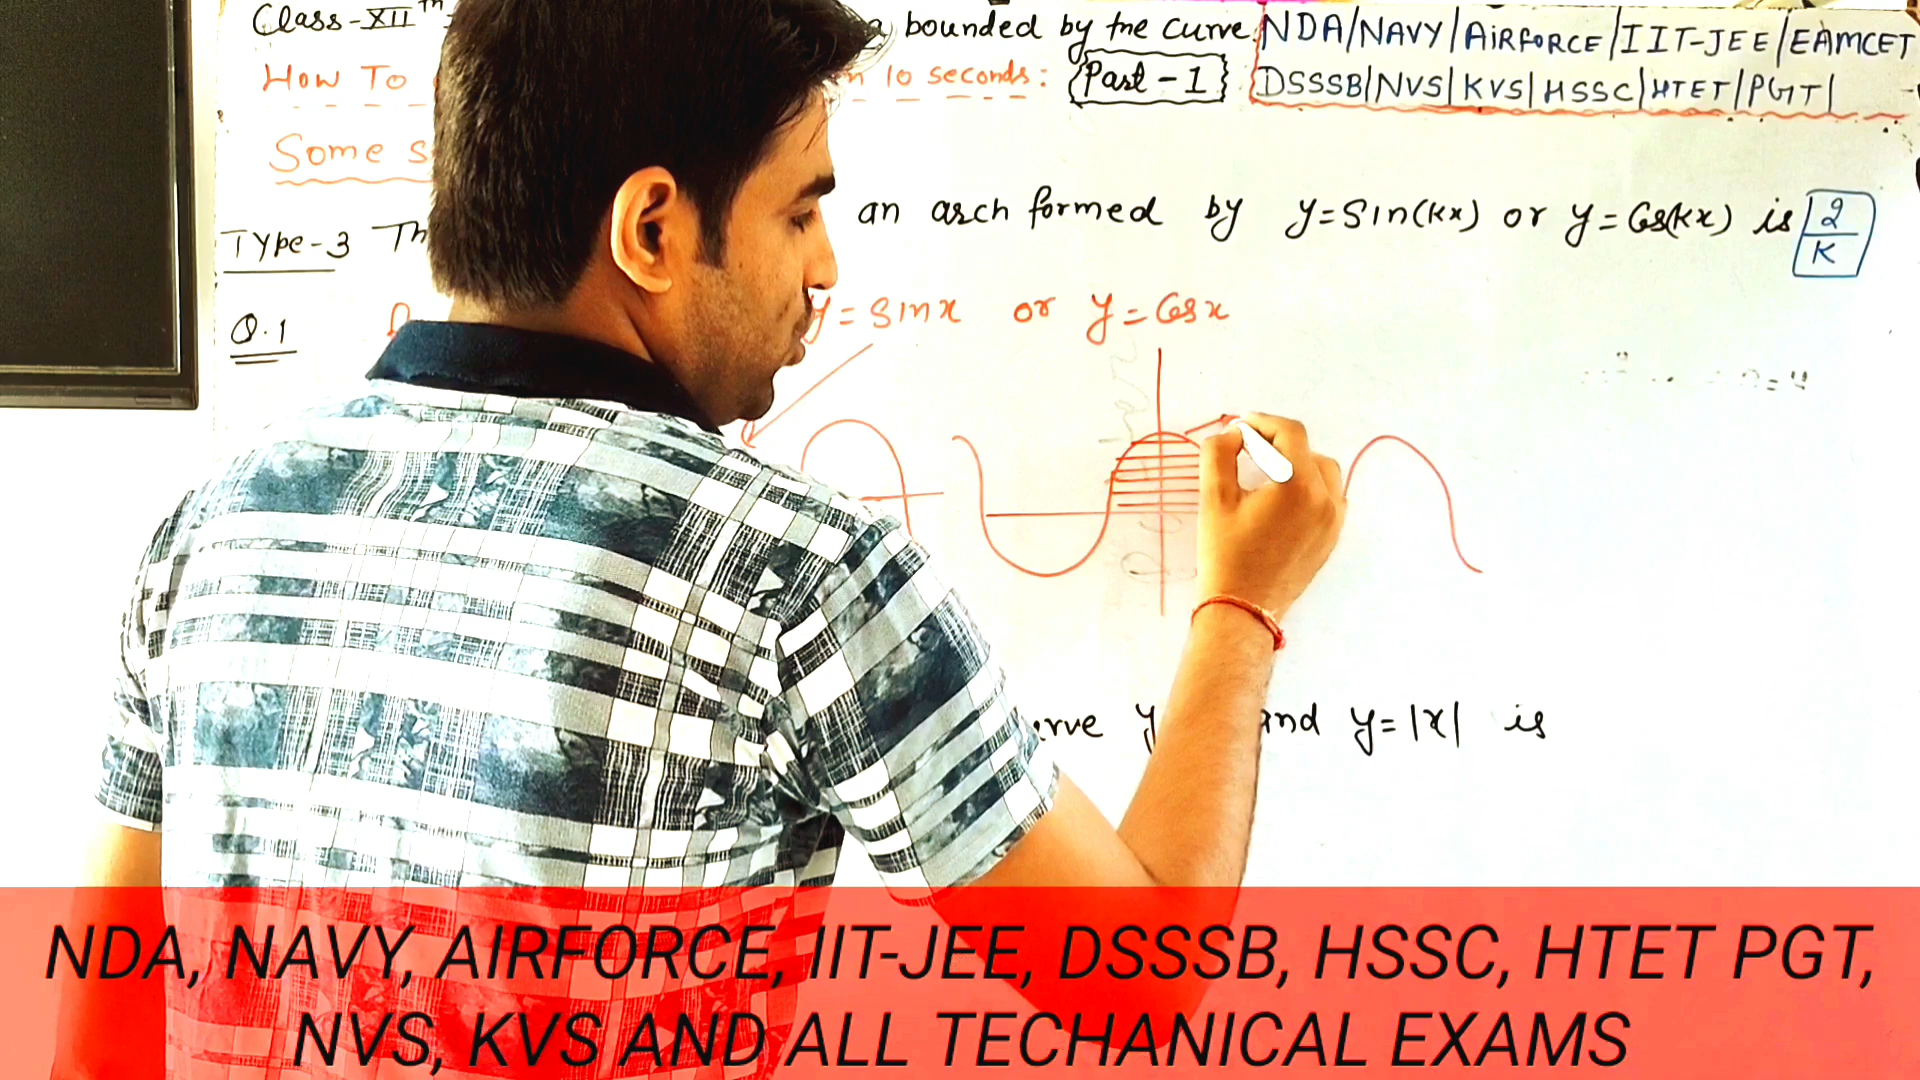 Class-XIIth
bounded by the curve.
NDA/NAVY/AIRFORCE/IIT-JEE/EAMCET
HOW TO
10 seconds:
Part-1
DSSSB/NVS/KVS/HSSC/HTET/PGT/
Some
Type-3
an arch formed by y=Sin(kx) or y=Cos(kx) is 2/K
Q.1
y=Sinx or y=Cosx
and y=|x| is
NDA, NAVY, AIRFORCE, IIT-JEE, DSSSB, HSSC, HTET PGT,
NVS, KVS AND ALL TECHANICAL EXAMS